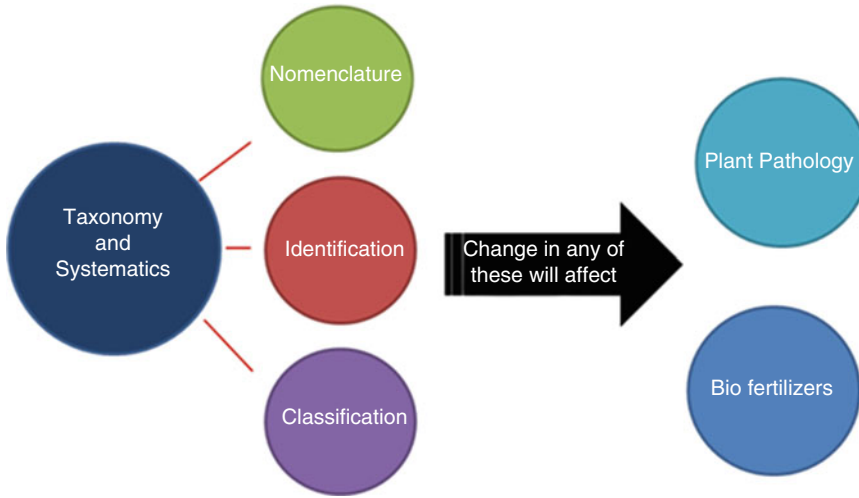 Taxonomy
and
Systematics
Nomenclature
Identification
Classification
Change in any of
these will affect
Plant Pathology
Bio fertilizers